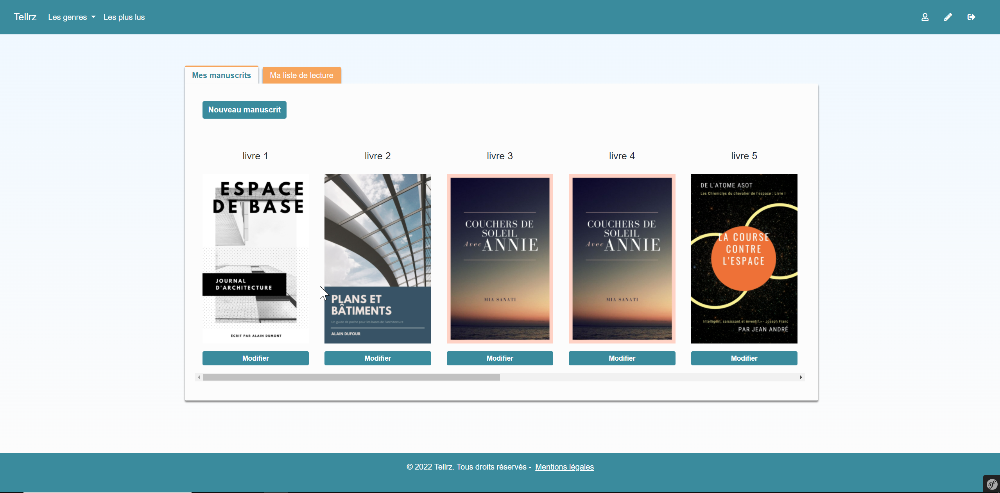 Tellrz Les genres Les plus lus
Mes manuscrits Ma liste de lecture
Nouveau manuscrit
livre 1
ESPACE
DE BASE
JOURNAL
D'ARCHITECTURE
ÉCRIT PAR ALAIN DUMONT
Modifier
livre 2
PLANS ET
BÂTIMENTS
Un guide de poche pour les bases de l'architecture
ALAIN DUFOUR
Modifier
livre 3
COUCHERS DE
SOLEIL
Avec ANNIE
MIA SANATI
Modifier
livre 4
COUCHERS DE
SOLEIL
Avec ANNIE
MIA SANATI
Modifier
livre 5
DE L'ATOME ASOT
Les Chronicles du chevalier de l'espace : Livre I
LA COURSE
CONTRE
L'ESPACE
Intelligent, saisissant et inventif.» - Joseph Franc
PAR JEAN ANDRÉ
Modifier
© 2022 Tellrz. Tous droits réservés - Mentions légales
sf